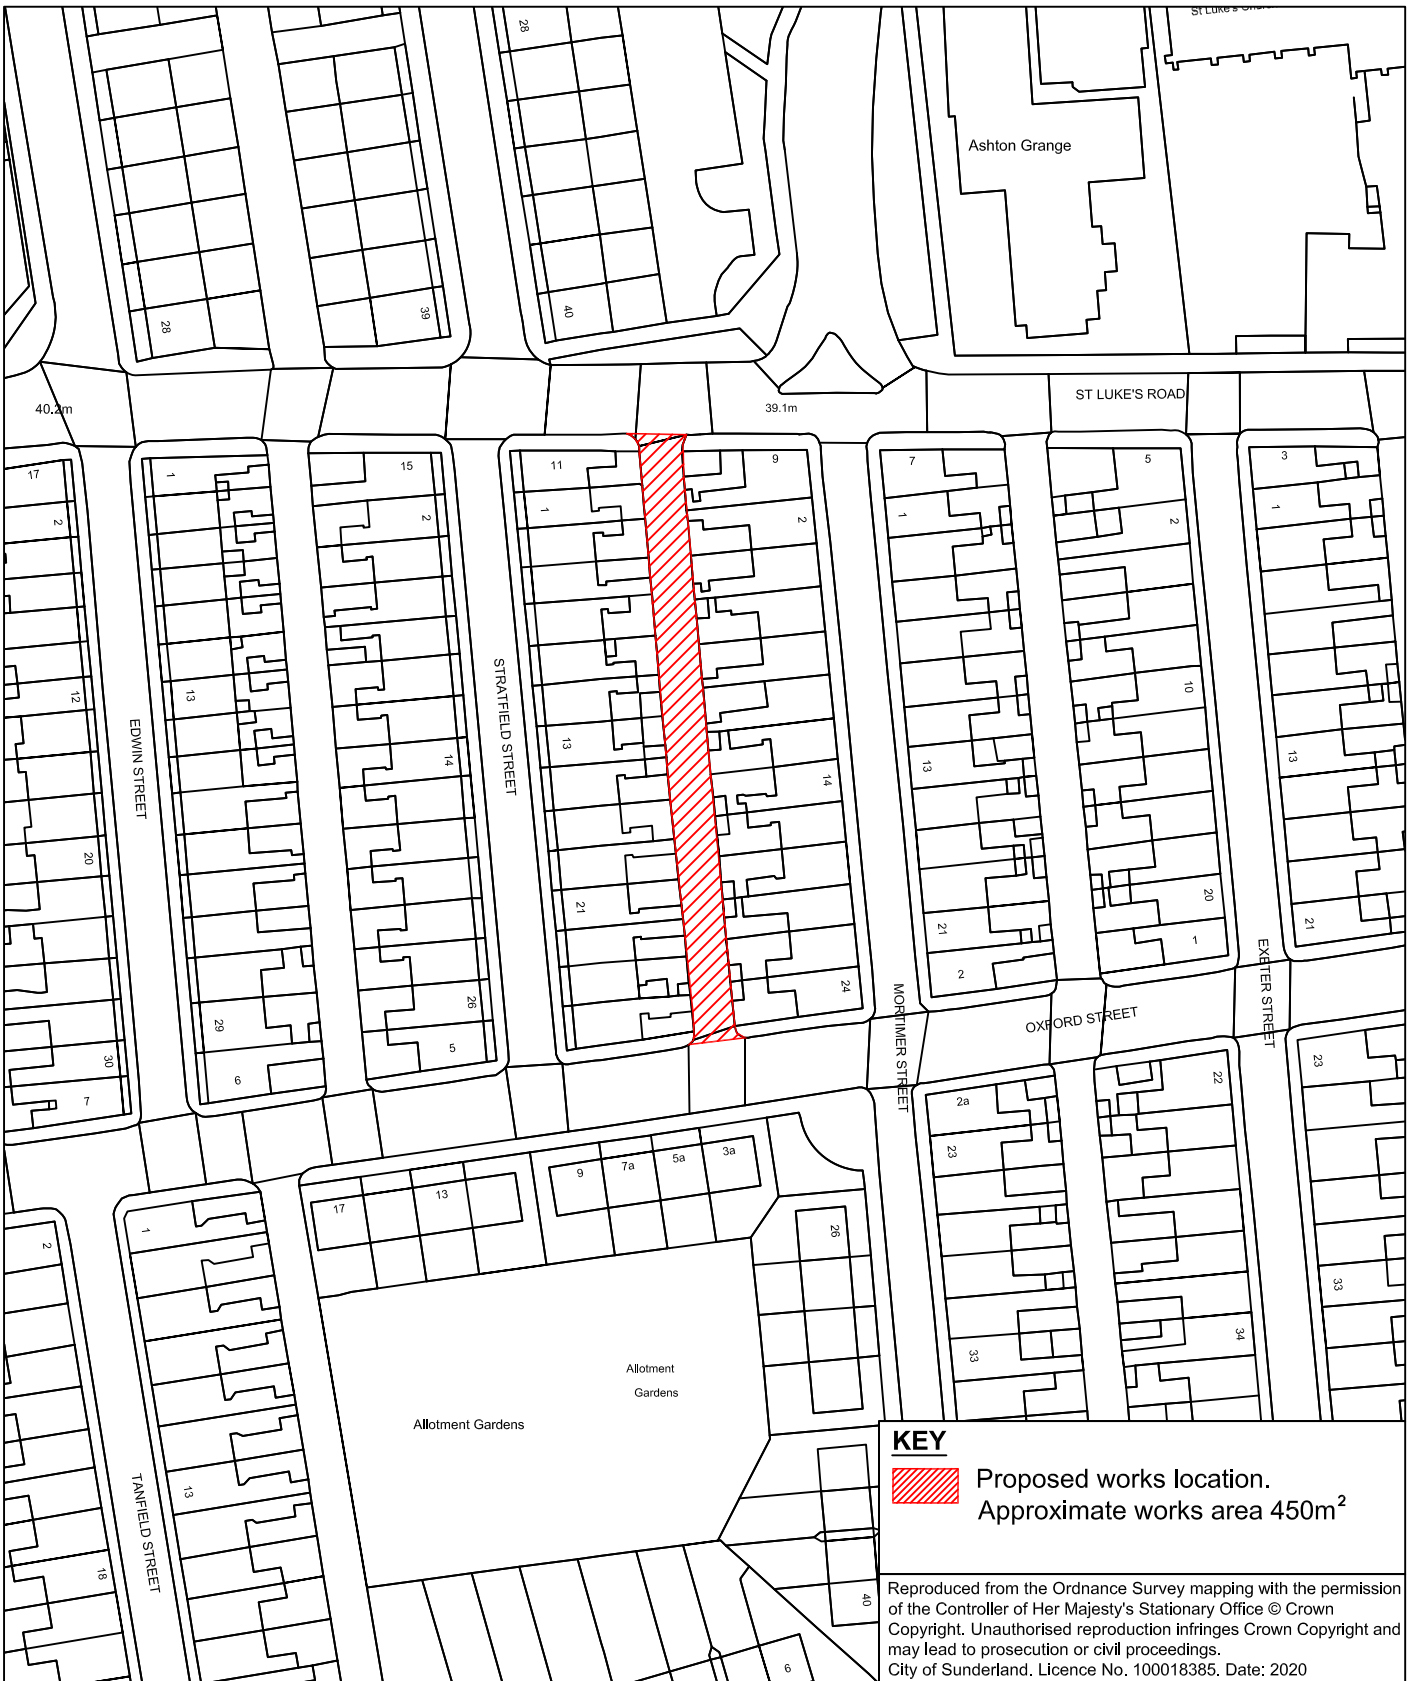 St Luke's
28
Ashton Grange
28
39
40
40.2m
39.1m
ST LUKE'S ROAD
17
1
15
11
9
7
5
3
2
2
1
2
1
2
1
12
13
STRATFIELD STREET
10
EDWIN STREET
14
13
14
13
13
20
21
24
21
20
1
21
2
29
26
MORTIMER STREET
OXFORD STREET
EXETER STREET
30
5
6
7
22
23
2a
23
9
7a
5a
3a
17
13
26
2
1
33
33
34
Allotment
Gardens
Allotment Gardens
TANFIELD STREET
13
18
40
6
KEY
Proposed works location.
Approximate works area 450m²
Reproduced from the Ordnance Survey mapping with the permission
of the Controller of Her Majesty's Stationary Office © Crown
Copyright. Unauthorised reproduction infringes Crown Copyright and
may lead to prosecution or civil proceedings.
City of Sunderland. Licence No. 100018385. Date: 2020